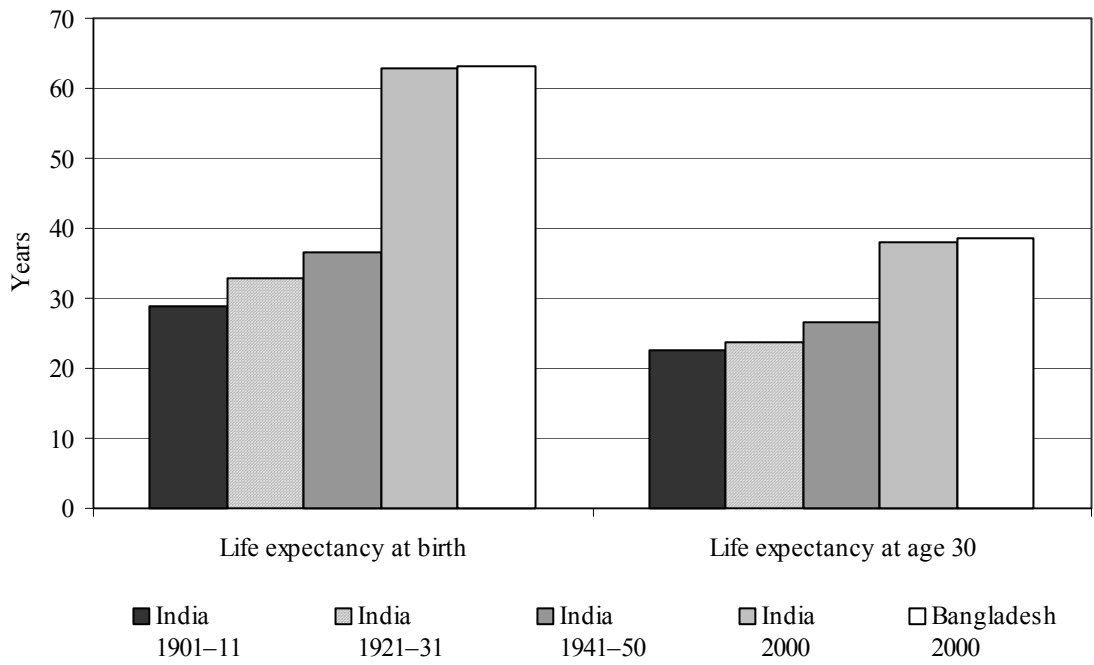 70
60
50
40
30
20
10
0
Years
Life expectancy at birth
Life expectancy at age 30
India
1901–11
India
1921–31
India
1941–50
India
2000
Bangladesh
2000